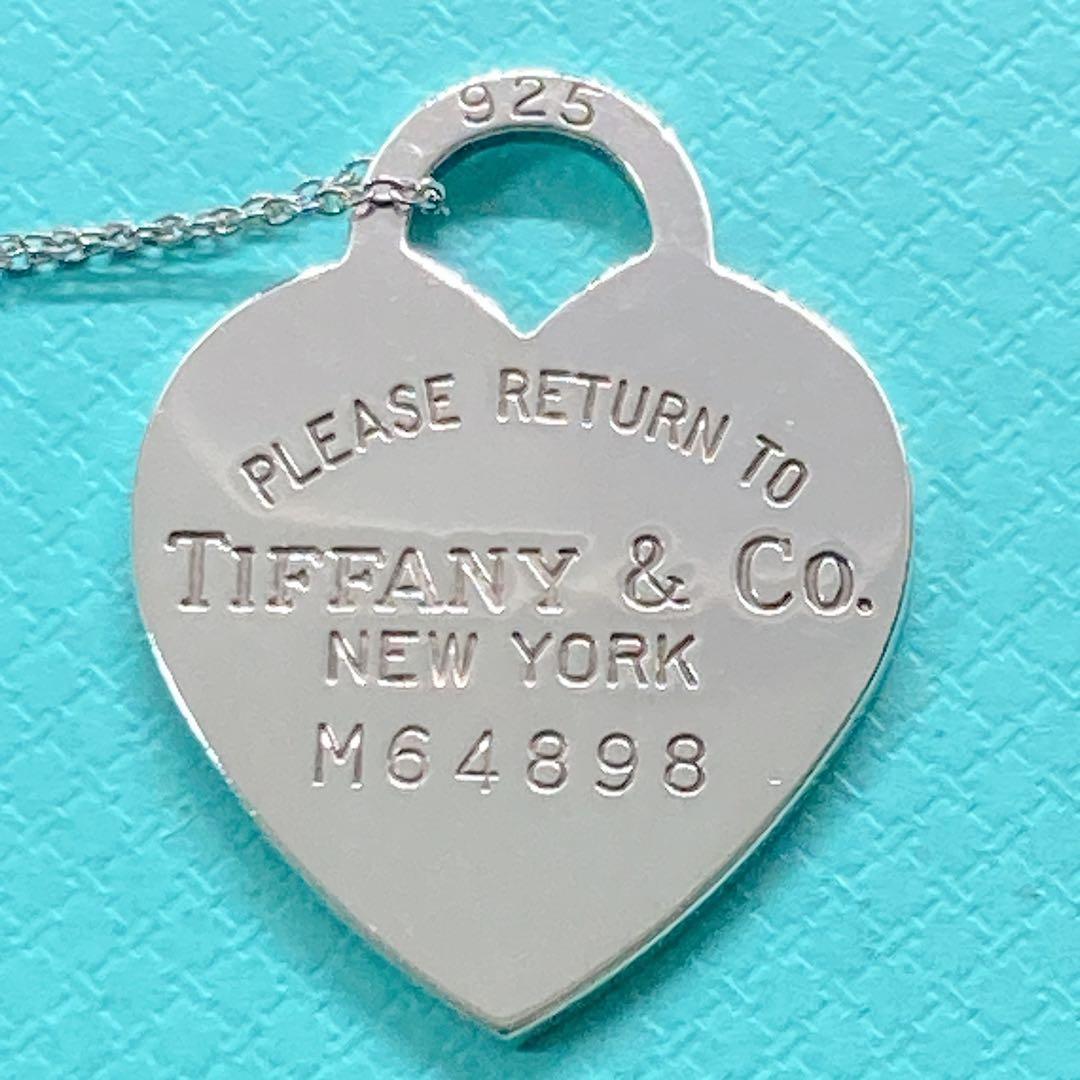 925
PLEASE RETURN TO
TIFFANY & CO.
NEW YORK
M64898